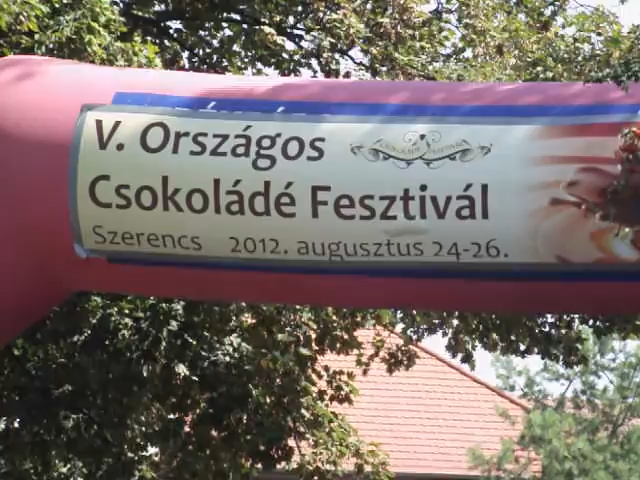 V. Országos
Csokoládé Fesztivál
Szerencs 2012. augusztus 24-26.